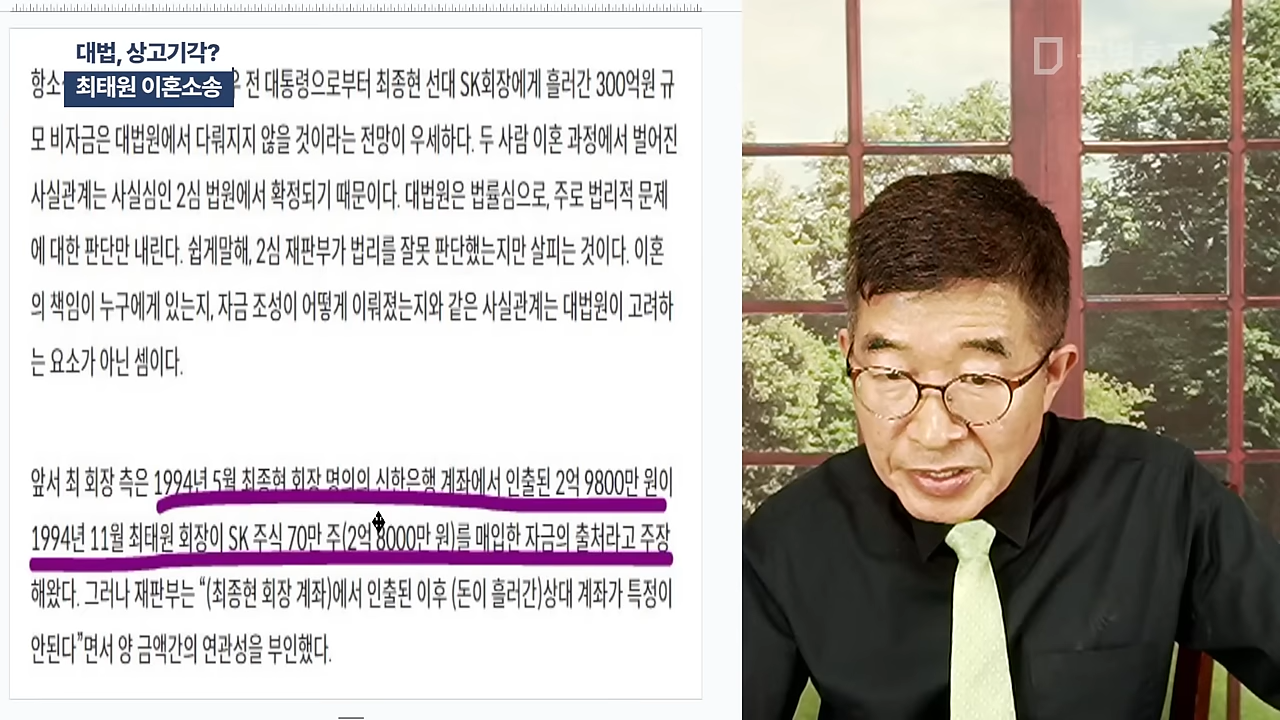 대법, 상고기각?
최태원 이혼소송
전 대통령으로부터 최종현 선대 SK회장에게 흘러간 300억원 규
모 비자금은 대법원에서 다뤄지지 않을 것이라는 전망이 우세하다. 두 사람 이혼 과정에서 벌어진
사실관계는 사실심인 2심 법원에서 확정되기 때문이다. 대법원은 법률심으로, 주로 법리적 문제
에 대한 판단만 내린다. 쉽게말해, 2심 재판부가 법리를 잘못 판단했는지만 살피는 것이다. 이혼
의 책임이 누구에게 있는지, 자금 조성이 어떻게 이뤄졌는지와 같은 사실관계는 대법원이 고려하
는 요소가 아닌 셈이다.
앞서 최 회장 측은 1994년 5월 최종현 회장 명의의 신한은행 계좌에서 인출된 2억 9800만 원이
1994년 11월 최태원 회장이 SK 주식 70만 주(2억 8000만 원)를 매입한 자금의 출처라고 주장
해왔다. 그러나 재판부는 “(최종현 회장 계좌)에서 인출된 이후 (돈이 흘러간)상대 계좌가 특정이
안된다”면서 양 금액간의 연관성을 부인했다.